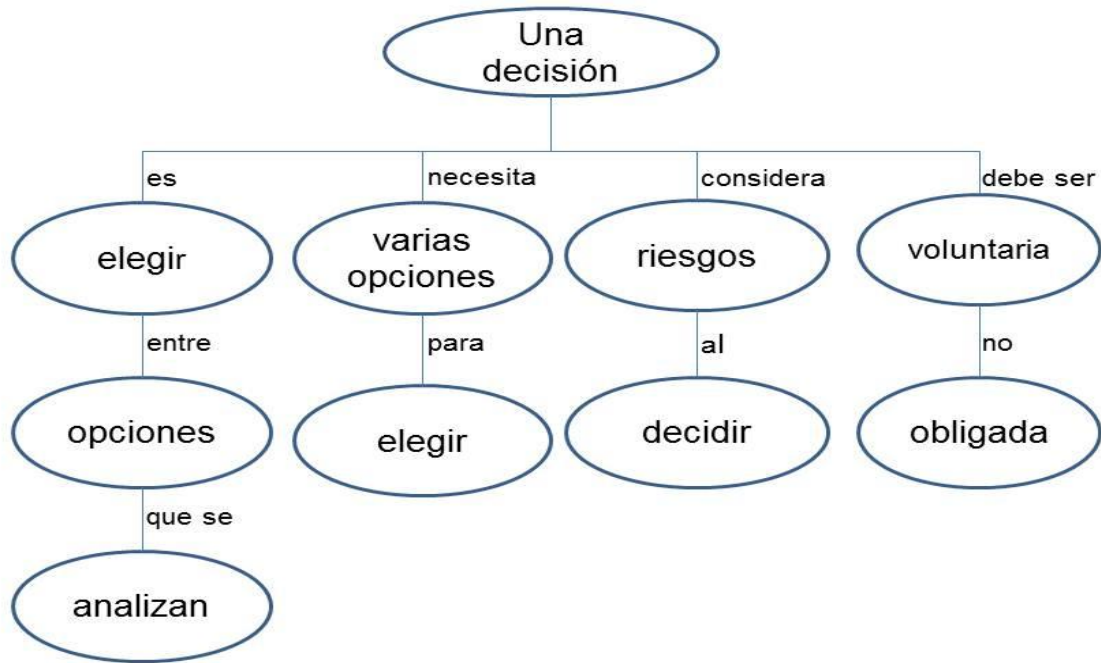 Una
decisión
es
necesita
considera
debe ser
elegir
varias
opciones
riesgos
voluntaria
entre
para
al
no
opciones
elegir
decidir
obligada
que se
analizan